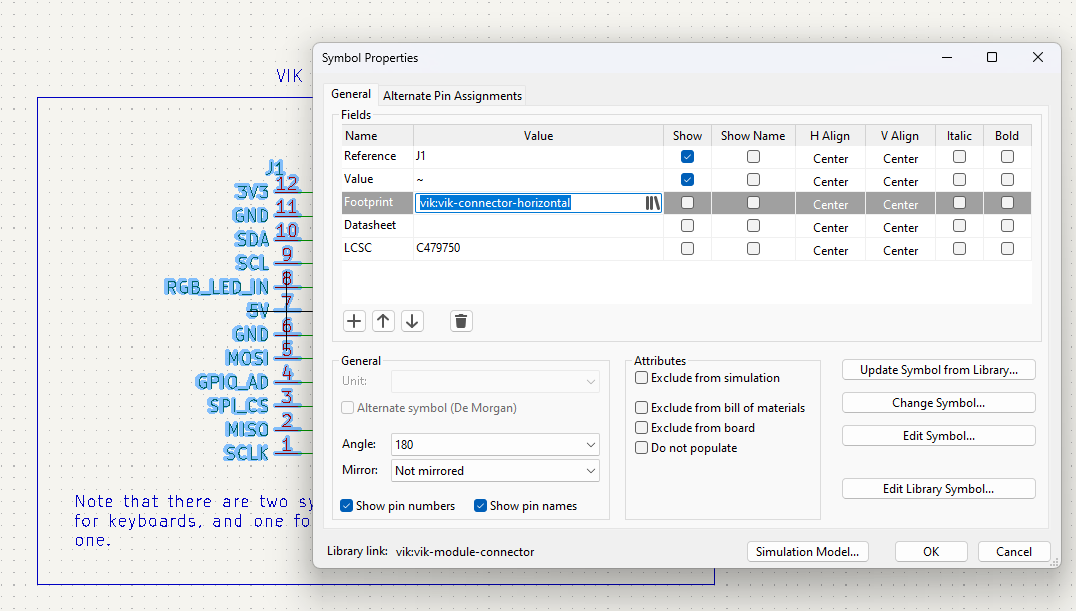 VIK
J1
3V3 12
GND 11
SDA 10
SCL 9
RGB_LED_IN 8
5V 7
GND 6
MOSI 5
GPIO_AD 4
SPI_CS 3
MISO 2
SCLK 1
Note that there are two sy
for keyboards, and one fo
one.
Symbol Properties
General Alternate Pin Assignments
Fields
Name Value Show Show Name H Align V Align Italic Bold
Reference J1 Center Center
Value ~ Center Center
Footprint vik:vik-connector-horizontal Center Center
Datasheet Center Center
LCSC C479750 Center Center
General
Unit:
Alternate symbol (De Morgan)
Angle: 180
Mirror: Not mirrored
Show pin numbers Show pin names
Attributes
Exclude from simulation
Exclude from bill of materials
Exclude from board
Do not populate
Update Symbol from Library...
Change Symbol...
Edit Symbol...
Edit Library Symbol...
Library link: vik:vik-module-connector
Simulation Model... OK Cancel